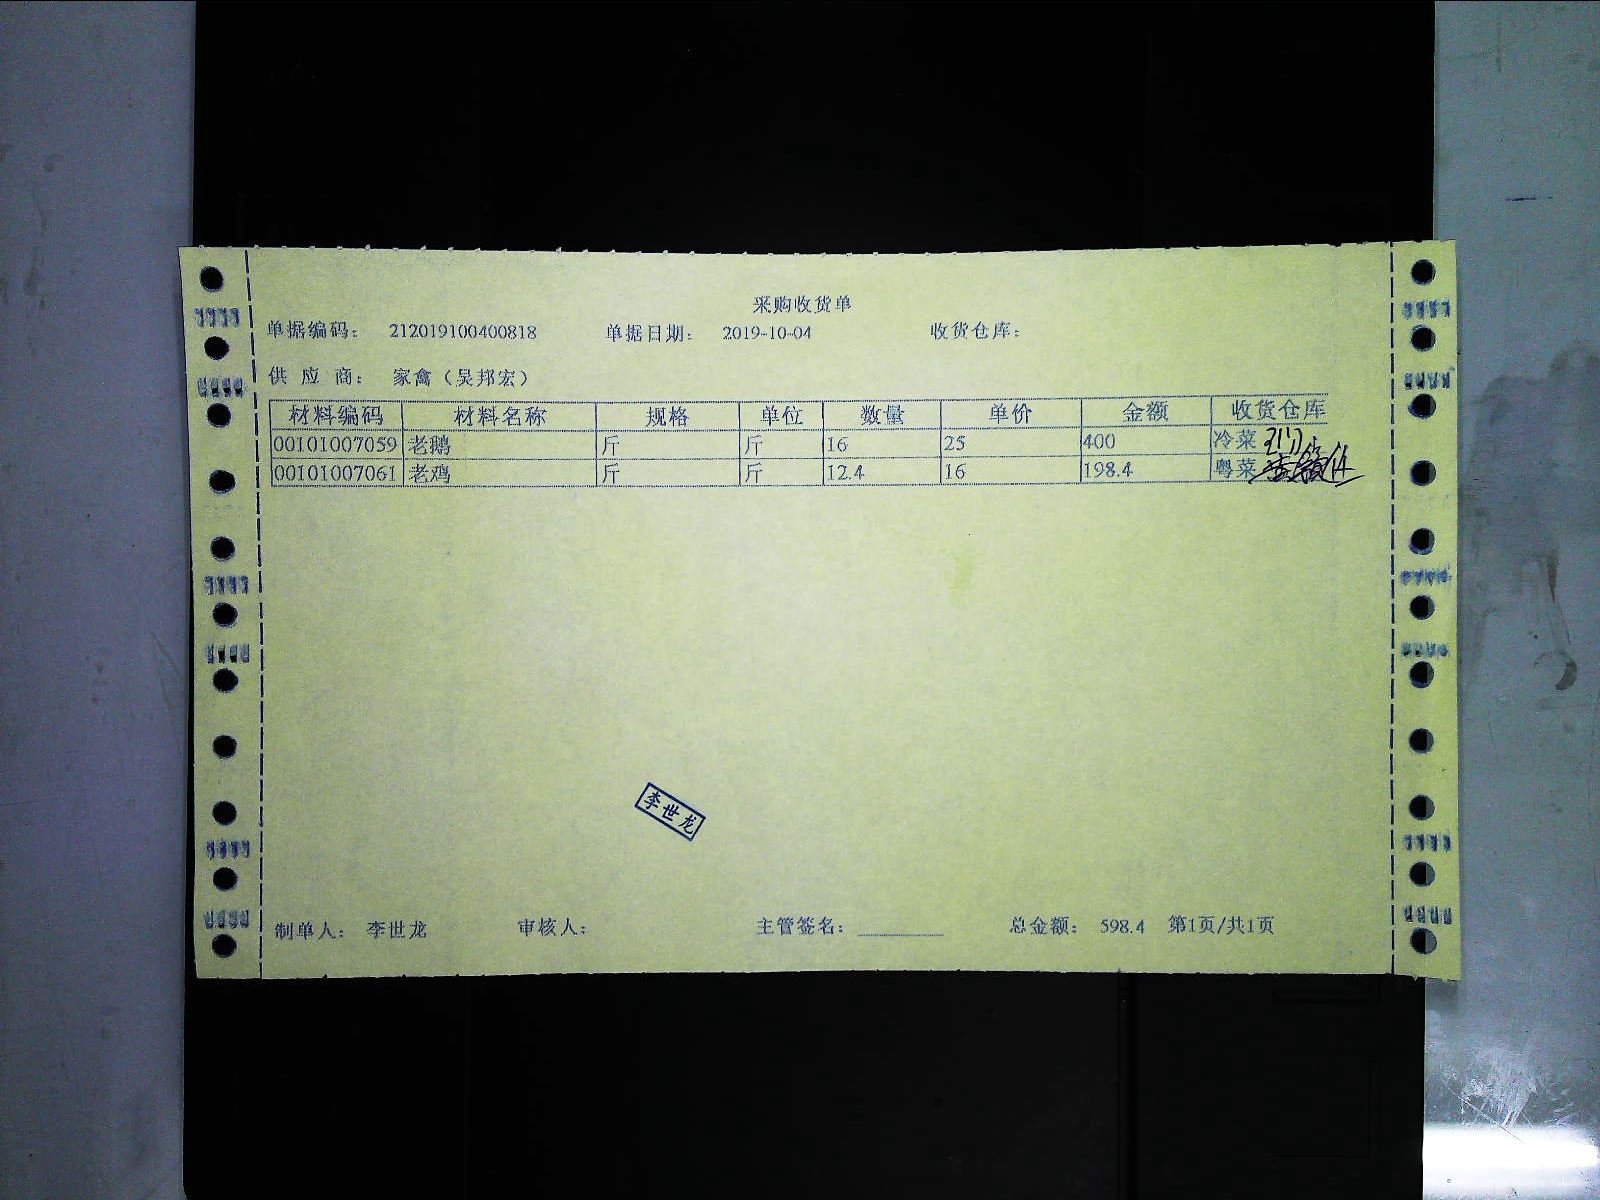 采购收货单
单据编码： 212019100400818 单据日期： 2019-10-04 收货仓库：
供 应 商： 家禽（吴邦宏）
材料编码 材料名称 规格 单位 数量 单价 金额 收货仓库
00101007059 老鹅 斤 斤 16 25 400 冷菜
00101007061 老鸡 斤 斤 12.4 16 198.4 粤菜
李世龙
制单人： 李世龙 审核人： 主管签名： 总金额： 598.4 第1页/共1页